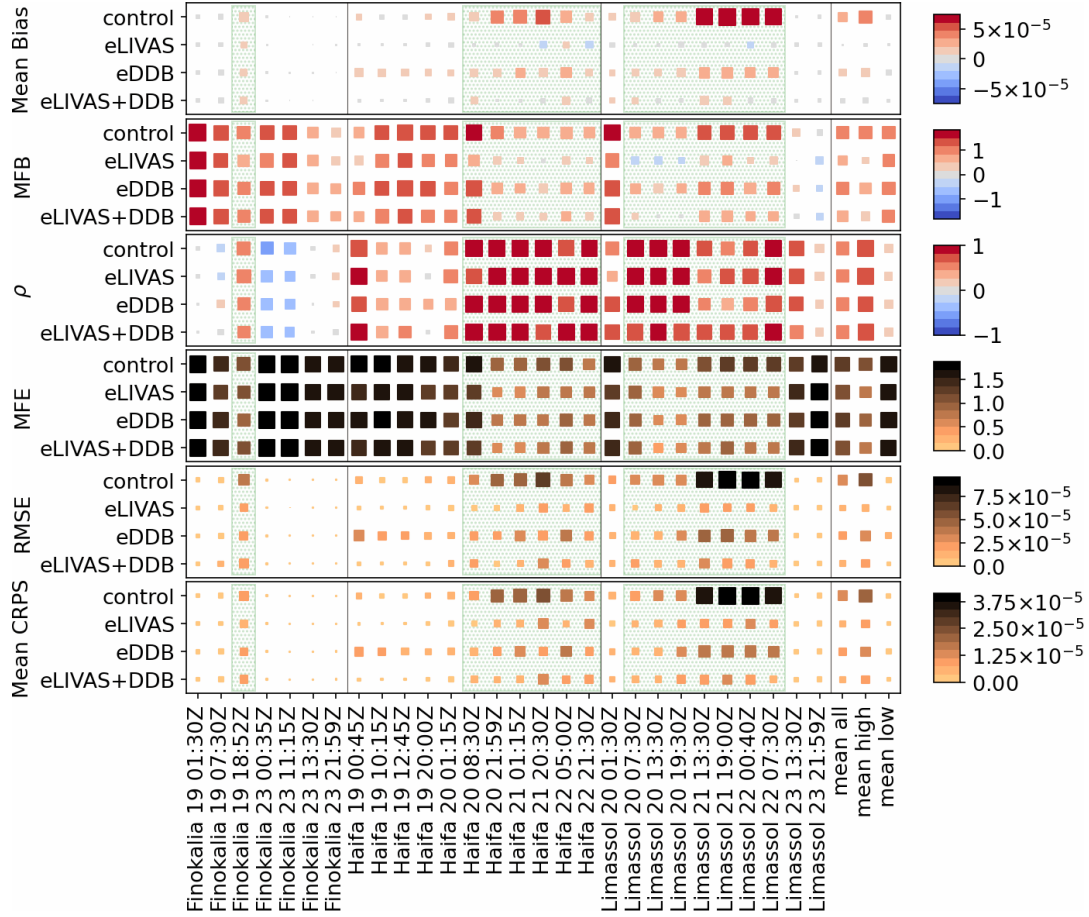 Mean Bias
control
eLIVAS
eDDB
eLIVAS+DDB
5×10⁻⁵
0
−5×10⁻⁵
MFB
control
eLIVAS
eDDB
eLIVAS+DDB
1
0
−1
ρ
control
eLIVAS
eDDB
eLIVAS+DDB
1
0
−1
MFE
control
eLIVAS
eDDB
eLIVAS+DDB
1.5
1.0
0.5
0.0
RMSE
control
eLIVAS
eDDB
eLIVAS+DDB
7.5×10⁻⁵
5.0×10⁻⁵
2.5×10⁻⁵
0.0
Mean CRPS
control
eLIVAS
eDDB
eLIVAS+DDB
3.75×10⁻⁵
2.50×10⁻⁵
1.25×10⁻⁵
0.00
Finokalia 19 01:30Z
Finokalia 19 07:30Z
Finokalia 19 18:52Z
Finokalia 23 00:35Z
Finokalia 23 11:15Z
Finokalia 23 13:30Z
Finokalia 23 21:59Z
Haifa 19 00:45Z
Haifa 19 10:15Z
Haifa 19 12:45Z
Haifa 19 20:00Z
Haifa 20 01:15Z
Haifa 20 08:30Z
Haifa 20 21:59Z
Haifa 21 01:15Z
Haifa 21 20:30Z
Haifa 22 05:00Z
Haifa 22 21:30Z
Limassol 20 01:30Z
Limassol 20 07:30Z
Limassol 20 13:30Z
Limassol 20 19:30Z
Limassol 21 13:30Z
Limassol 21 19:00Z
Limassol 22 00:40Z
Limassol 22 07:30Z
Limassol 23 13:30Z
Limassol 23 21:59Z
mean all
mean high
mean low